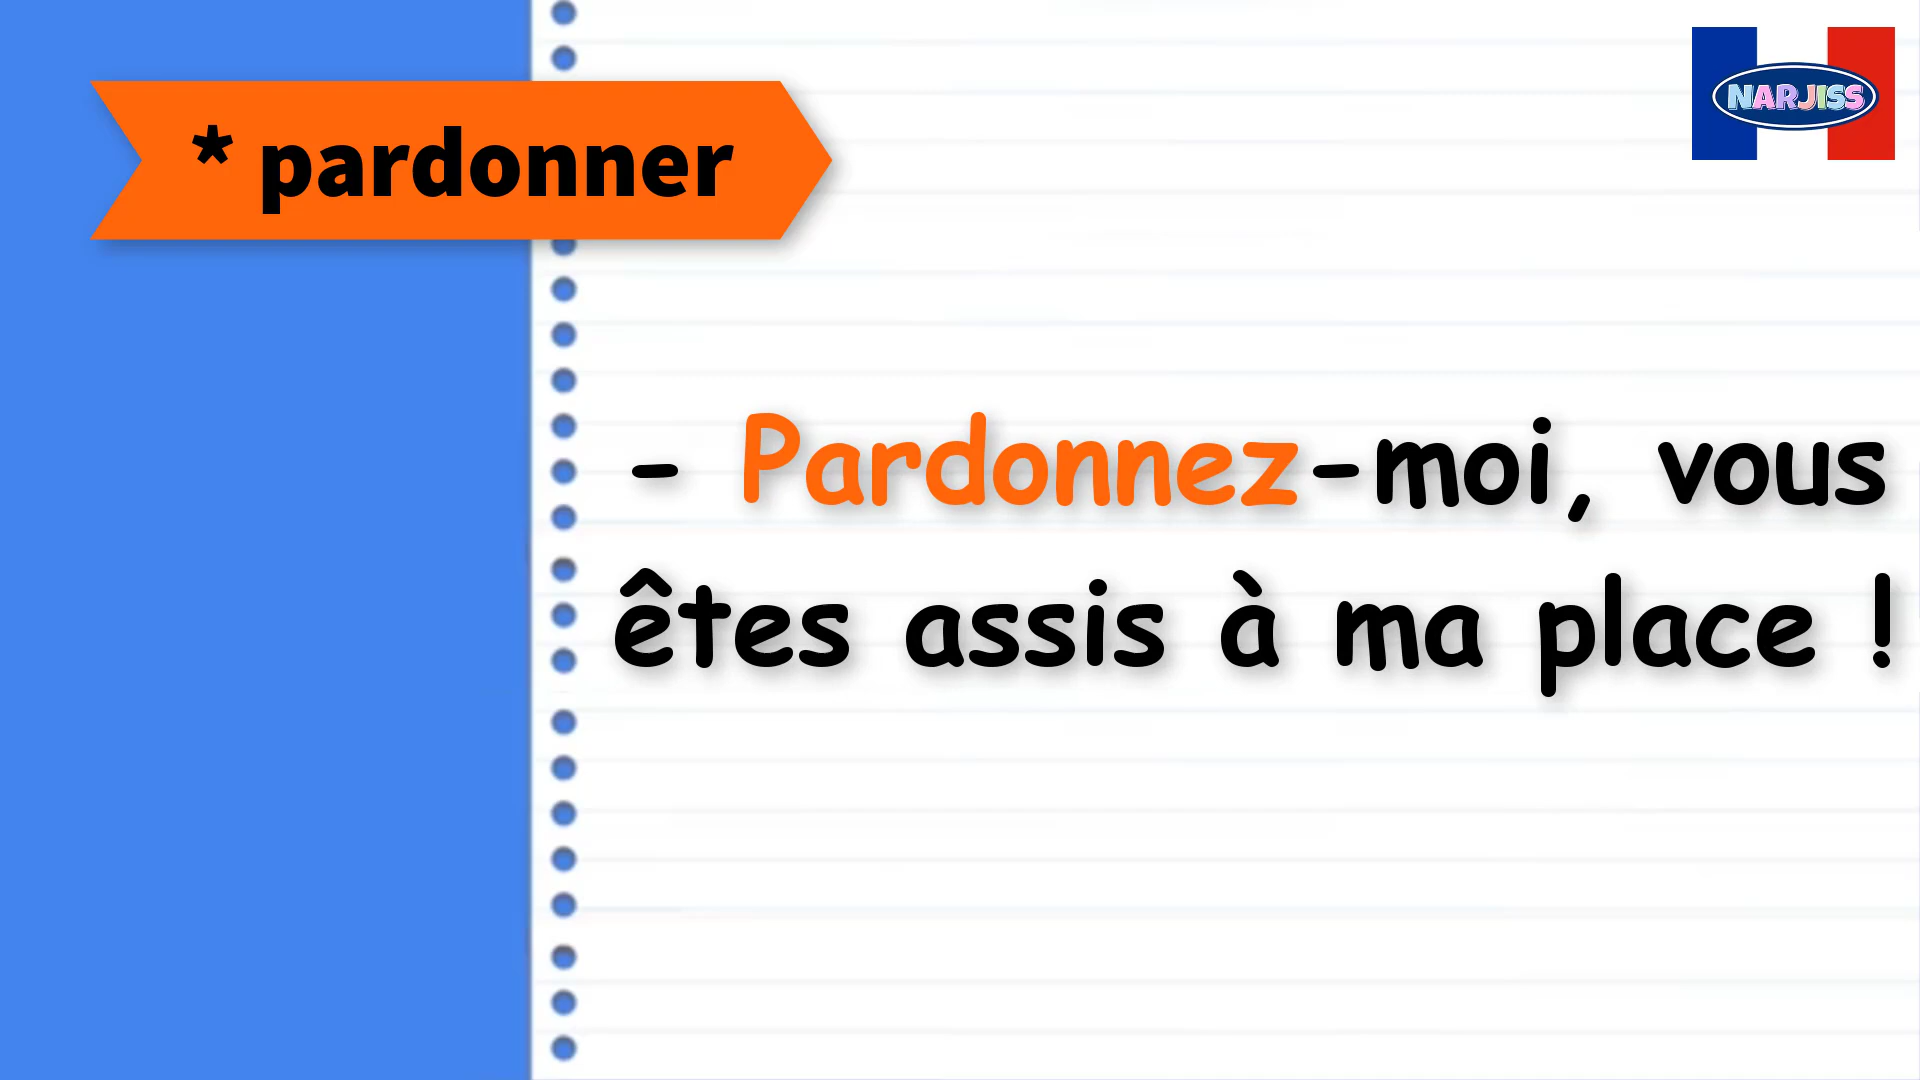 NARJISS
* pardonner
- Pardonnez-moi, vous
êtes assis à ma place !